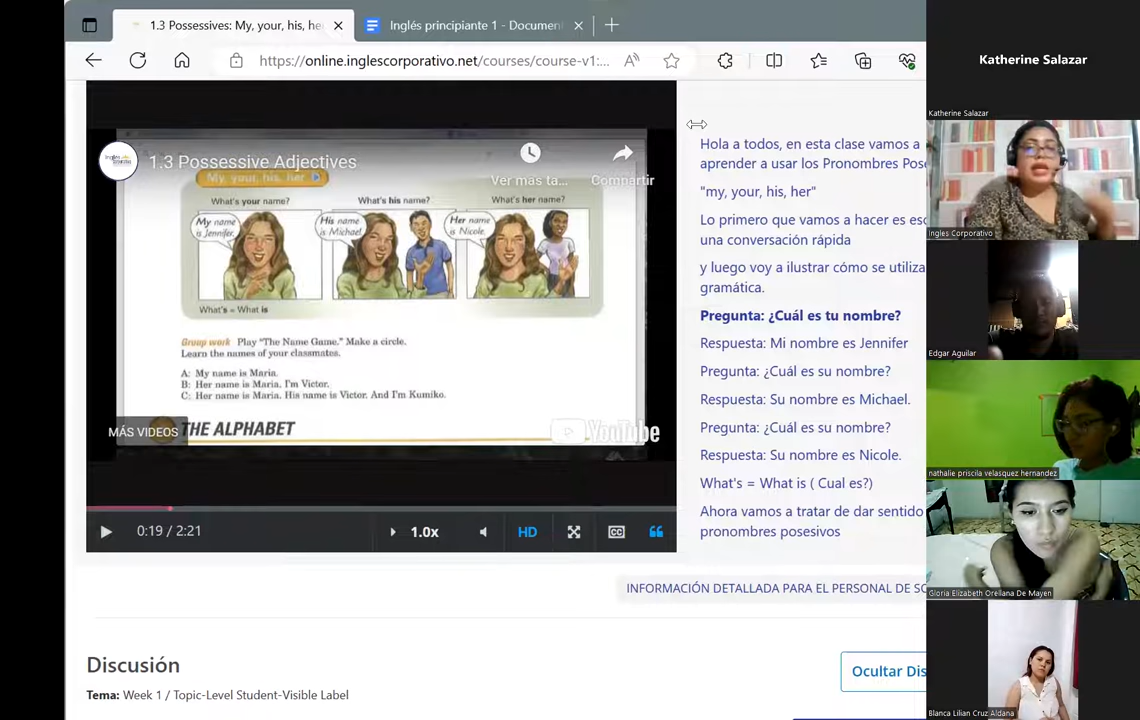 1.3 Possessives: My, your, his, he
Inglés principiante 1 - Document
https://online.inglescorporativo.net/courses/course-v1:...
1.3 Possessive Adjectives
Ver más ta...
Compartir
My, your, his, her
What's your name?
What's his name?
What's her name?
My name
is Jennifer.
His name
is Michael.
Her name
is Nicole.
What's = What is
Group work Play "The Name Game." Make a circle.
Learn the names of your classmates.
A: My name is Maria.
B: Her name is Maria. I'm Victor.
C: Her name is Maria. His name is Victor. And I'm Kumiko.
MÁS VIDEOS
THE ALPHABET
YouTube
0:19 / 2:21
1.0x
HD
CC
Hola a todos, en esta clase vamos a
aprender a usar los Pronombres Pose
"my, your, his, her"
Lo primero que vamos a hacer es esc
una conversación rápida
y luego voy a ilustrar cómo se utiliza
gramática.
Pregunta: ¿Cuál es tu nombre?
Respuesta: Mi nombre es Jennifer
Pregunta: ¿Cuál es su nombre?
Respuesta: Su nombre es Michael.
Pregunta: ¿Cuál es su nombre?
Respuesta: Su nombre es Nicole.
What's = What is ( Cual es?)
Ahora vamos a tratar de dar sentido
pronombres posesivos
INFORMACIÓN DETALLADA PARA EL PERSONAL DE SO
Discusión
Tema: Week 1 / Topic-Level Student-Visible Label
Ocultar Dis
Katherine Salazar
Katherine Salazar
Ingles Corporativo
Edgar Aguilar
nathalie priscila velasquez hernandez
Gloria Elizabeth Orellana De Mayen
Blanca Lilian Cruz Aldana